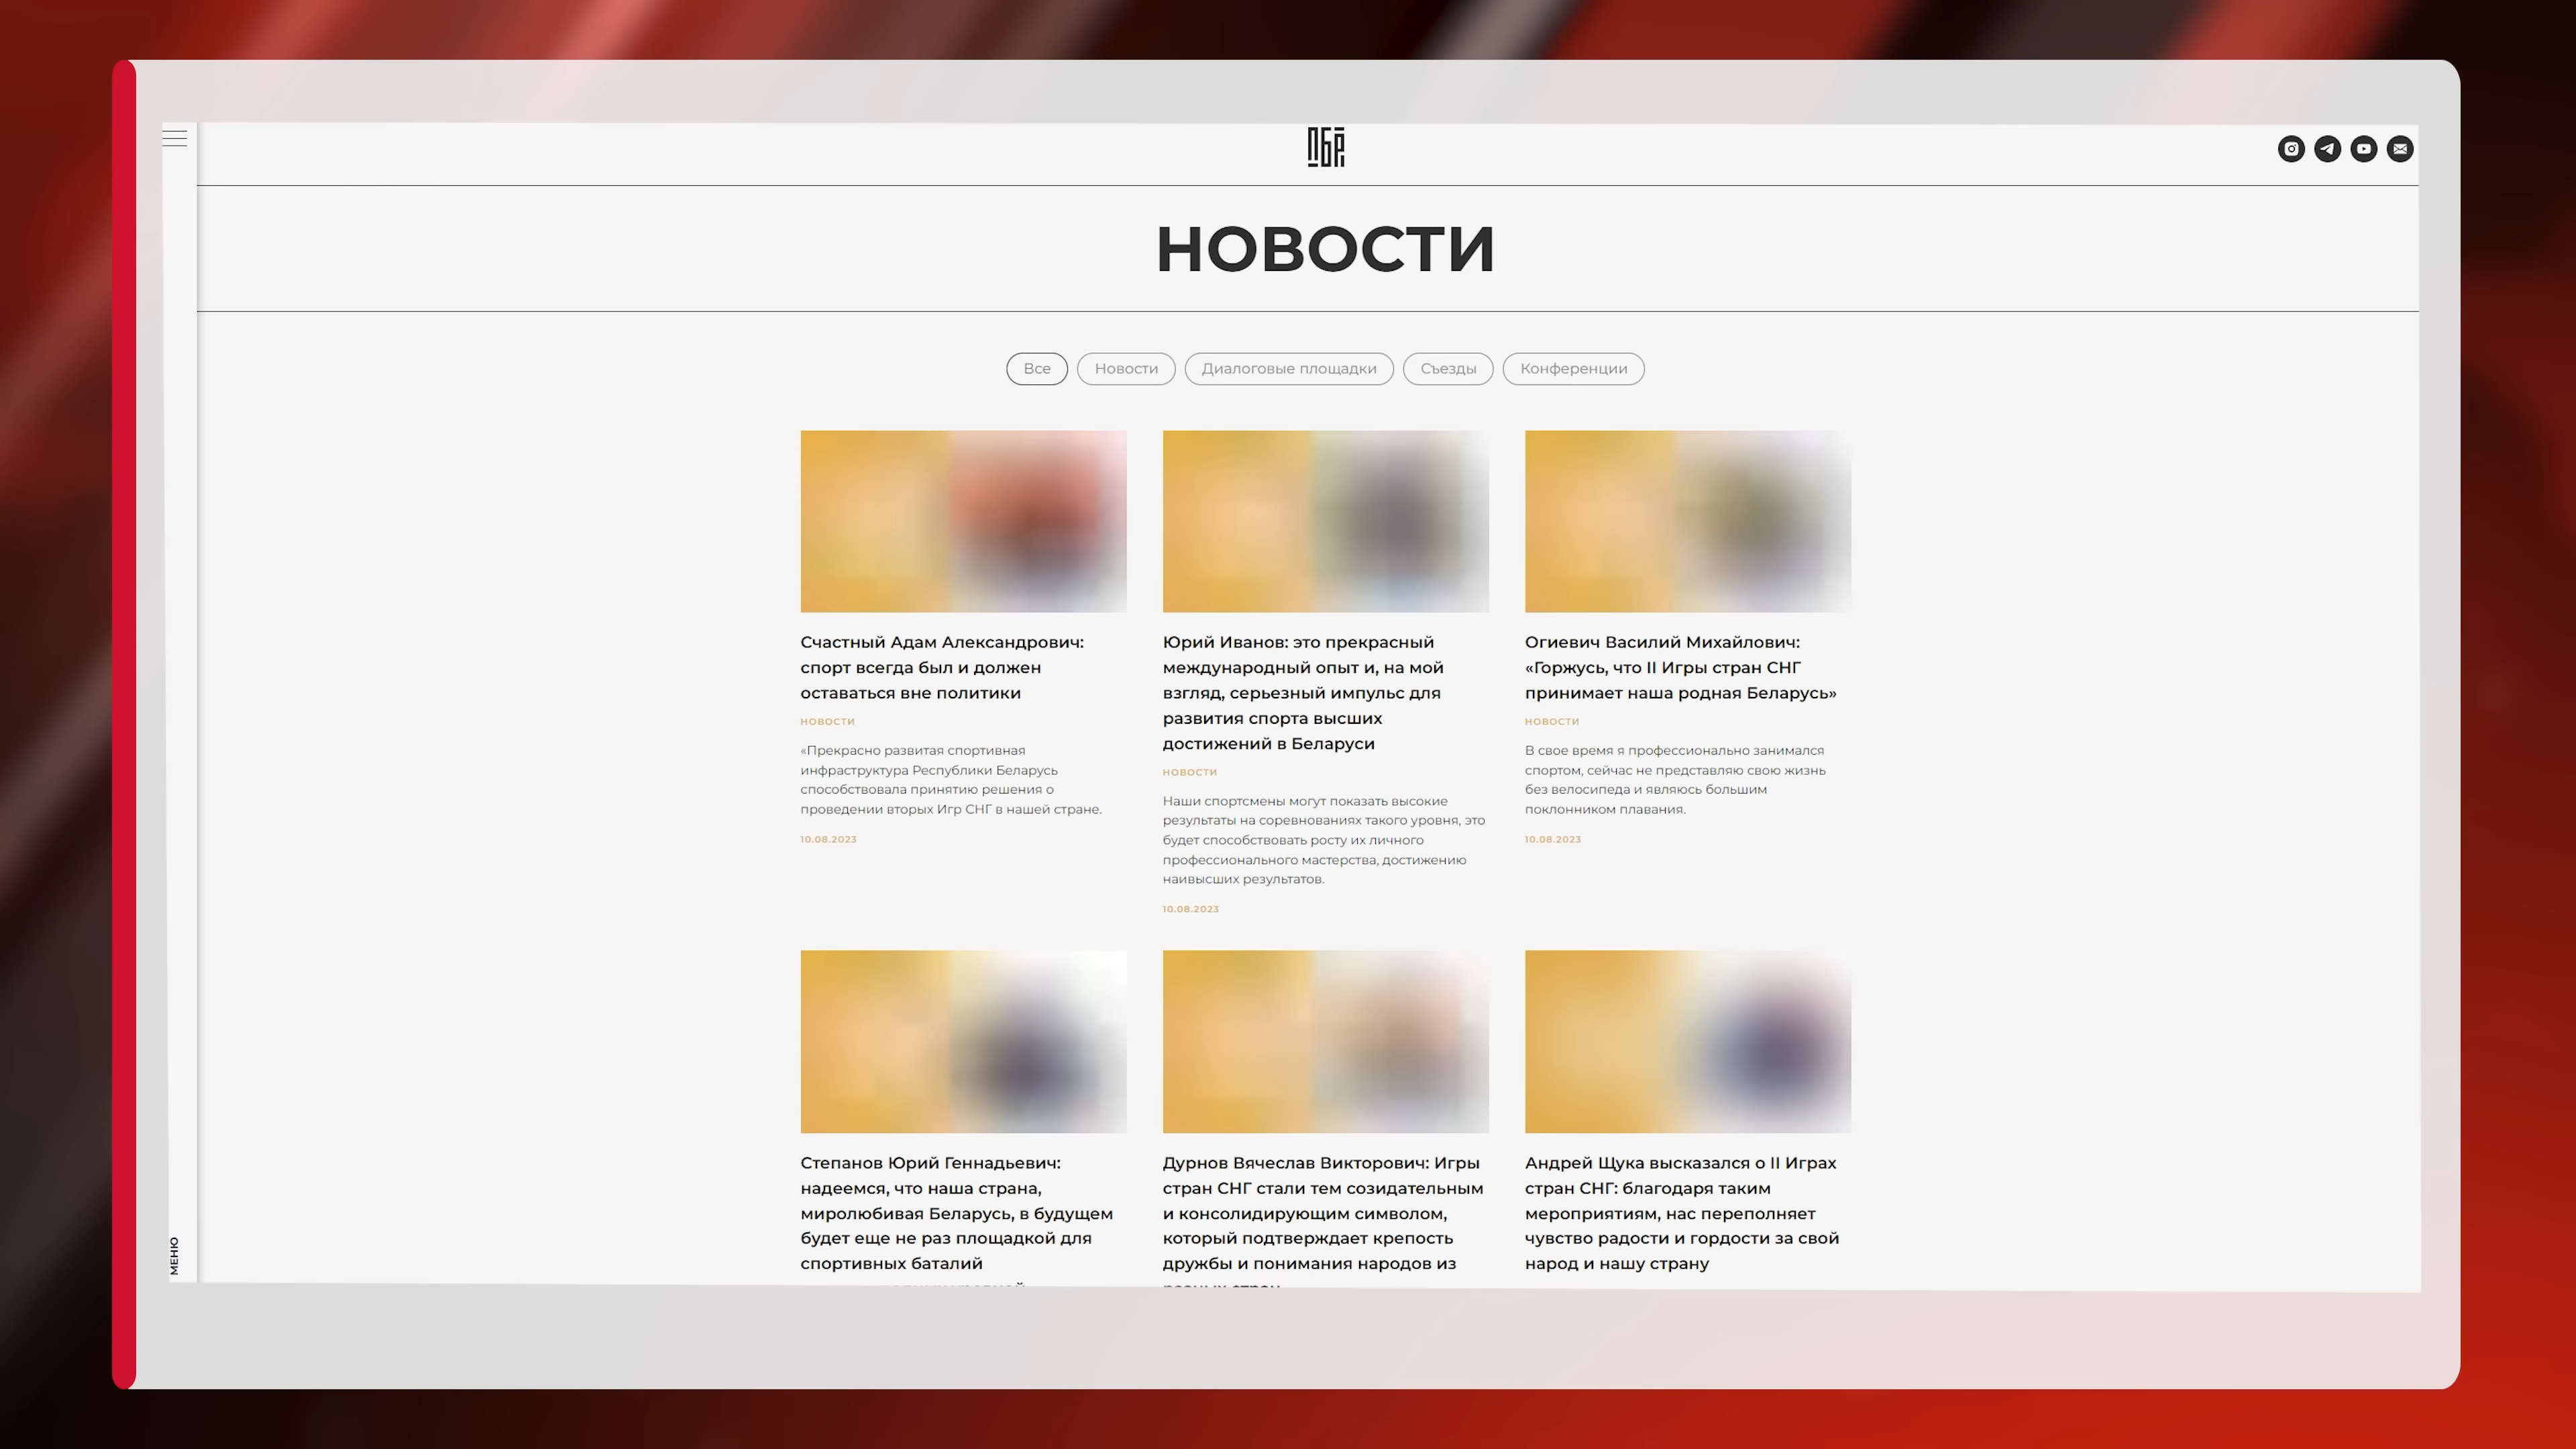 ПБР
НОВОСТИ
Все
Новости
Диалоговые площадки
Съезды
Конференции
Счастный Адам Александрович:
спорт всегда был и должен
оставаться вне политики
НОВОСТИ
«Прекрасно развитая спортивная
инфраструктура Республики Беларусь
способствовала принятию решения о
проведении вторых Игр СНГ в нашей стране.
10.08.2023
Юрий Иванов: это прекрасный
международный опыт и, на мой
взгляд, серьезный импульс для
развития спорта высших
достижений в Беларуси
НОВОСТИ
Наши спортсмены могут показать высокие
результаты на соревнованиях такого уровня, это
будет способствовать росту их личного
профессионального мастерства, достижению
наивысших результатов.
10.08.2023
Огиевич Василий Михайлович:
«Горжусь, что II Игры стран СНГ
принимает наша родная Беларусь»
НОВОСТИ
В свое время я профессионально занимался
спортом, сейчас не представляю свою жизнь
без велосипеда и являюсь большим
поклонником плавания.
10.08.2023
Степанов Юрий Геннадьевич:
надеемся, что наша страна,
миролюбивая Беларусь, в будущем
будет еще не раз площадкой для
спортивных баталий
Дурнов Вячеслав Викторович: Игры
стран СНГ стали тем созидательным
и консолидирующим символом,
который подтверждает крепость
дружбы и понимания народов из
Андрей Щука высказался о II Играх
стран СНГ: благодаря таким
мероприятиям, нас переполняет
чувство радости и гордости за свой
народ и нашу страну
МЕНЮ